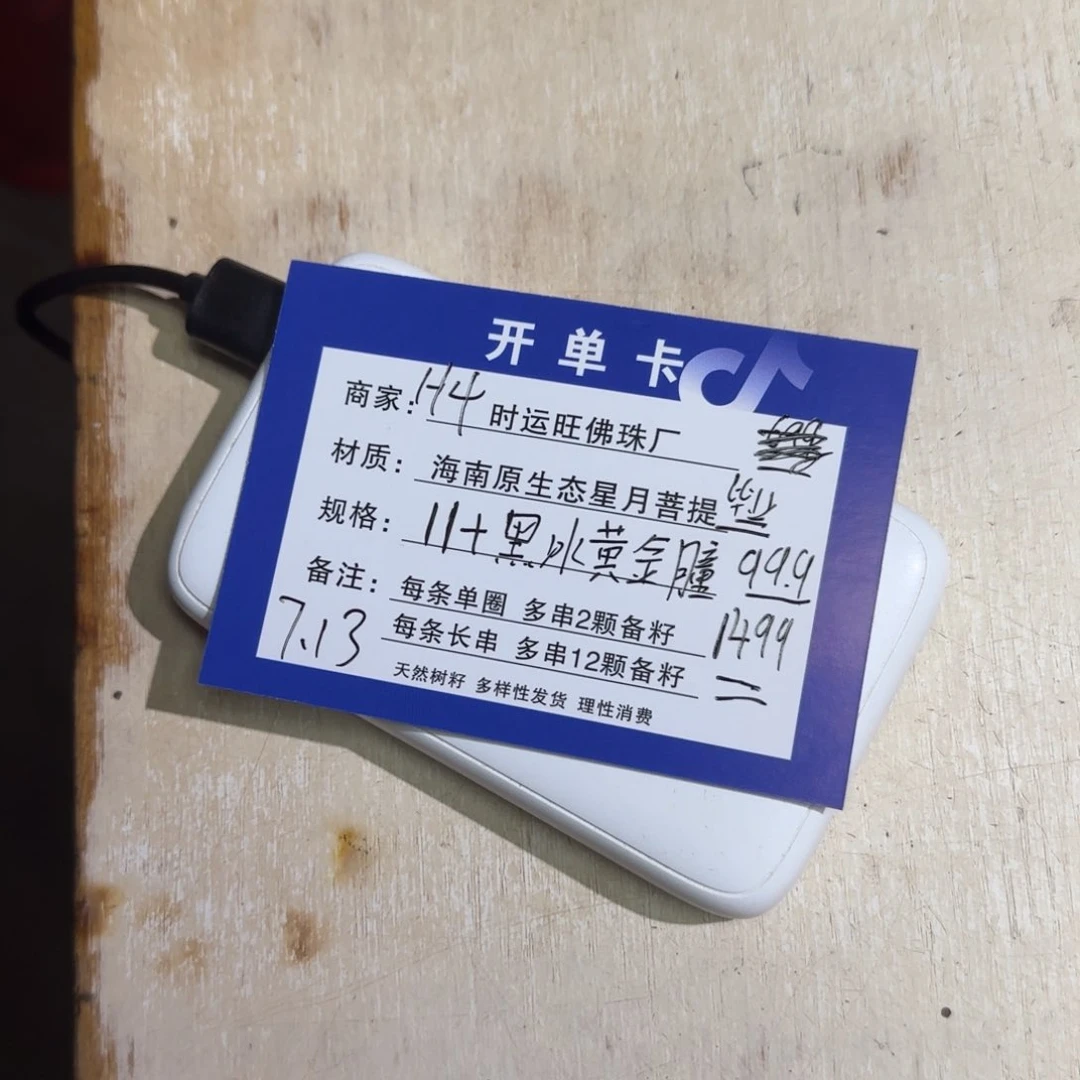 开单卡
商家: H4 时运旺佛珠厂
材质: 海南原生态星月菩提
规格: 11+黑冰黄金瞳 99.9
备注: 每条单圈 多串2颗备籽 1499
7.13 每条长串 多串12颗备籽
天然树籽 多样性发货 理性消费